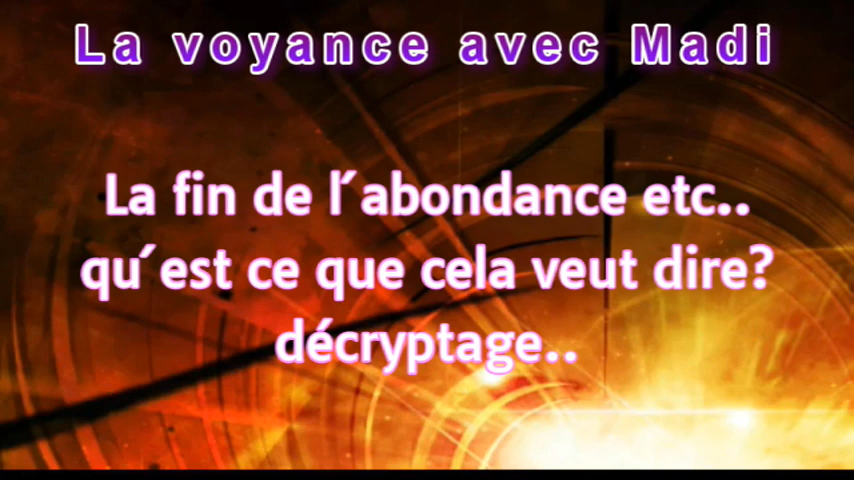 La voyance avec Madi
La fin de l´abondance etc..
qu´est ce que cela veut dire?
décryptage..